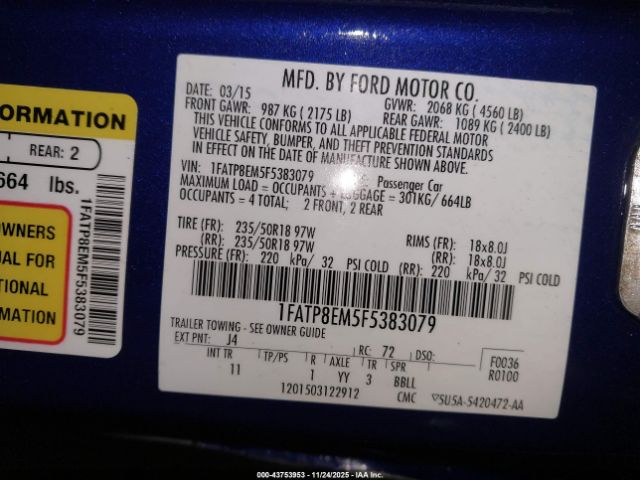 ORMATION
REAR: 2
664 lbs.
OWNERS
UAL FOR
TIONAL
MATION
1FATP8EM5F5383079
MFD. BY FORD MOTOR CO.
DATE: 03/15
GVWR: 2068 KG ( 4560 LB)
FRONT GAWR: 987 KG ( 2175 LB)
REAR GAWR: 1089 KG ( 2400 LB)
THIS VEHICLE CONFORMS TO ALL APPLICABLE FEDERAL MOTOR
VEHICLE SAFETY, BUMPER, AND THEFT PREVENTION STANDARDS
IN EFFECT ON THE DATE OF MANUFACTURE SHOWN ABOVE.
VIN: 1FATP8EM5F5383079
Passenger Car
MAXIMUM LOAD = OCCUPANTS + LUGGAGE = 301KG/ 664LB
OCCUPANTS = 4 TOTAL; 2 FRONT, 2 REAR
TIRE (FR): 235/50R18 97W RIMS (FR): 18x8.0J
(RR): 235/50R18 97W (RR): 18x8.0J
PRESSURE (FR): 220 kPa/ 32 PSI COLD (RR): 220 kPa/ 32 PSI COLD
1FATP8EM5F5383079
TRAILER TOWING - SEE OWNER GUIDE
EXT PNT: J4 RC: 72 DSO: F0036
R0100
INT TR TP/PS R AXLE TR SPR
11 1 YY 3 BBLL
1201503122912 CMC
SU5A-5420472-AA
000-43753953 | 11/24/2025 - IAA Inc.